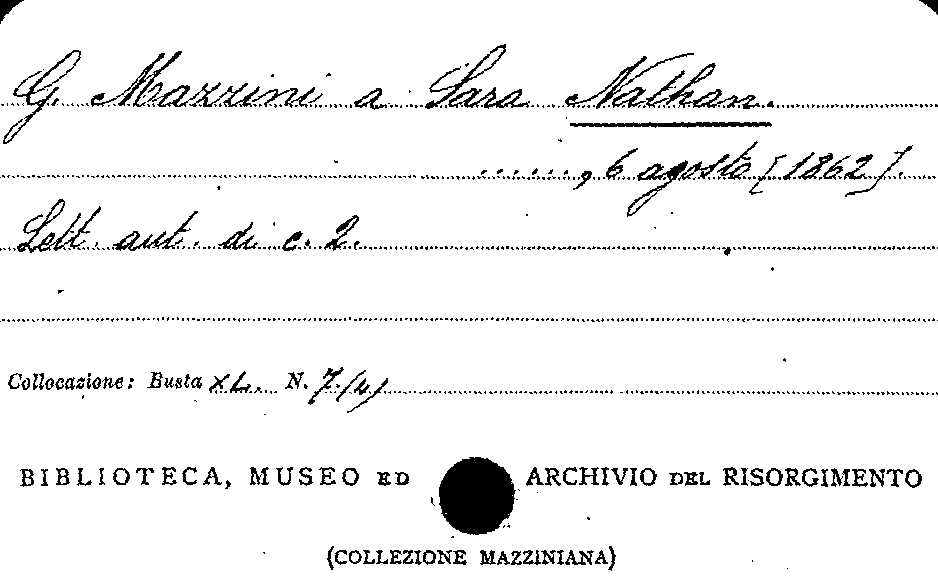 G. Mazzini a Sara Nathan.
......, 6 agosto [1862].
Lett. aut. di c. 2.
Collocazione: Busta XL. N. 7/(4)
BIBLIOTECA, MUSEO ED ARCHIVIO DEL RISORGIMENTO
(COLLEZIONE MAZZINIANA)